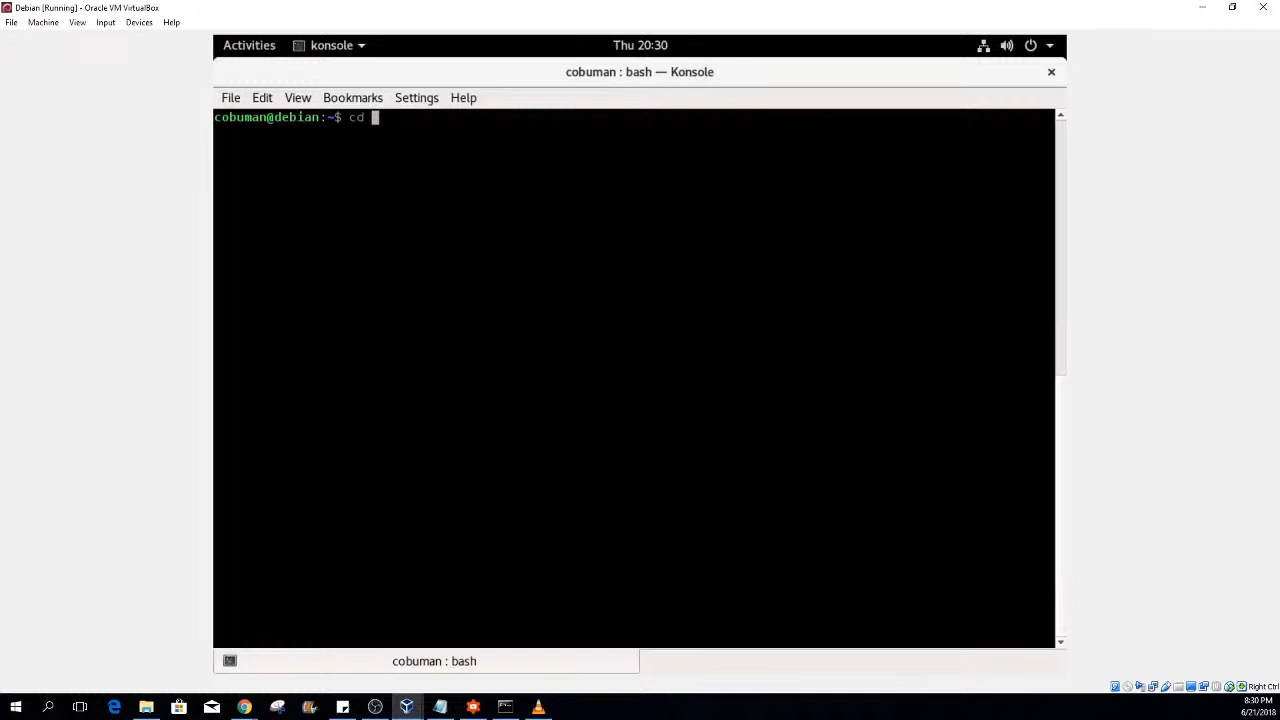 Debian [Running] - Oracle VM VirtualBox
File Machine View Input Devices Help
Activities konsole Thu 20:30
cobuman : bash — Konsole
File Edit View Bookmarks Settings Help
cobuman@debian:~$ cd
cobuman : bash
Right Ctrl
8:30 PM
6/21/2018